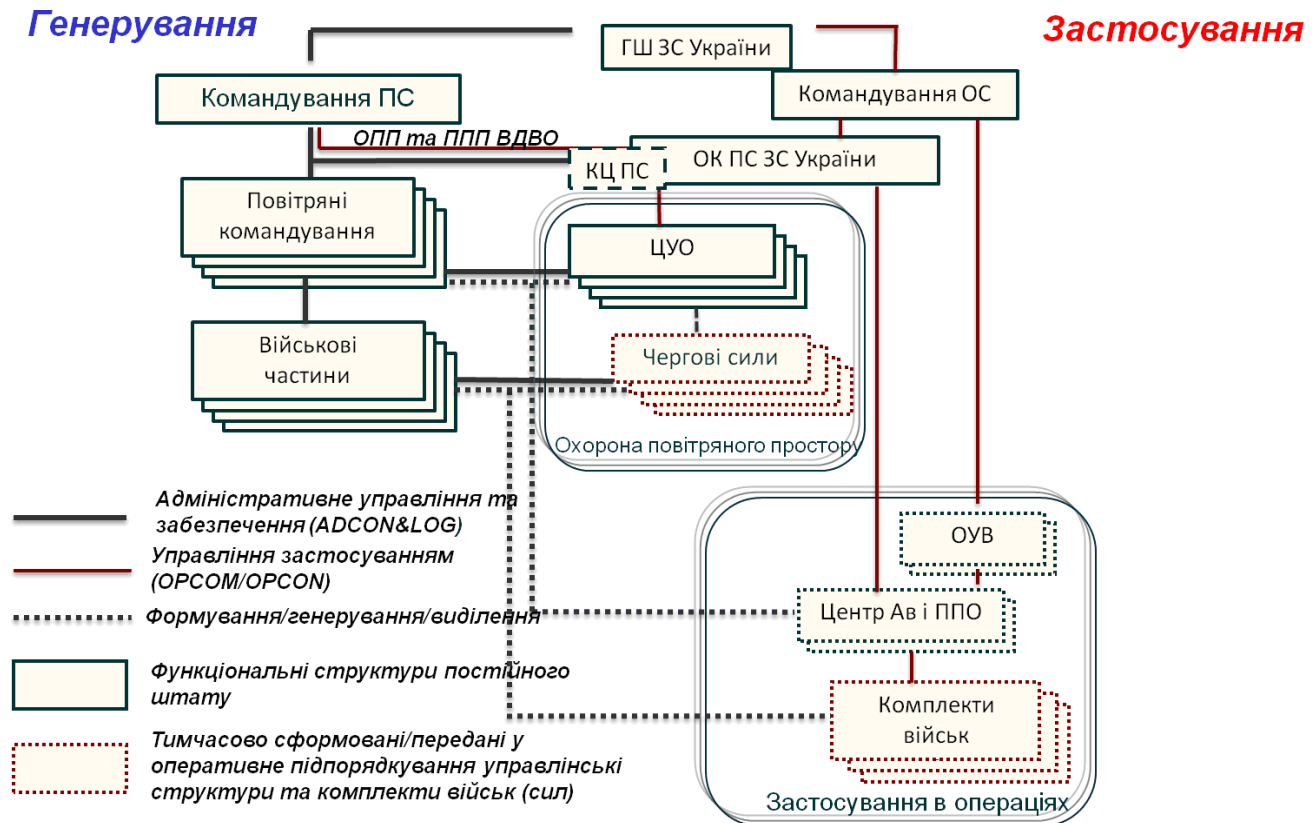 Генерування
Застосування
ГШ ЗС України
Командування ПС
Командування ОС
ОПП та ППП ВДВО
ОК ПС ЗС України
КЦ ПС
Повітряні
командування
ЦУО
Військові
частини
Чергові сили
Охорона повітряного простору
Адміністративне управління та
забезпечення (ADCON&LOG)
Управління застосуванням
(OPCOM/OPCON)
Формування/генерування/виділення
Функціональні структури постійного
штату
Тимчасово сформовані/передані у
оперативне підпорядкування управлінські
структури та комплекти військ (сил)
ОУВ
Центр Ав і ППО
Комплекти
військ
Застосування в операціях